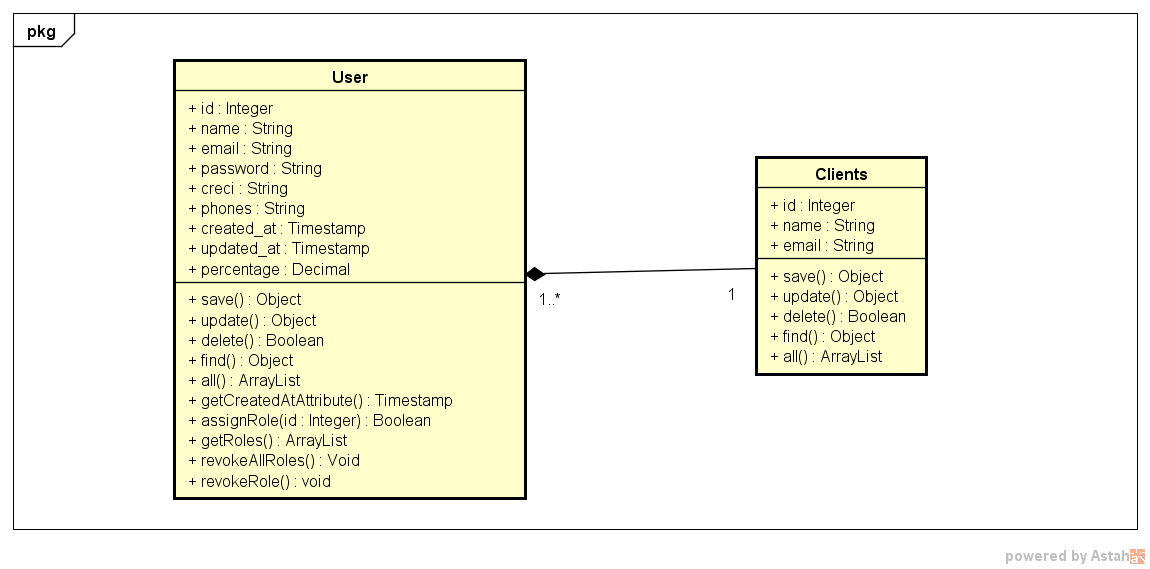 pkg
User
+ id : Integer
+ name : String
+ email : String
+ password : String
+ creci : String
+ phones : String
+ created_at : Timestamp
+ updated_at : Timestamp
+ percentage : Decimal
+ save() : Object
+ update() : Object
+ delete() : Boolean
+ find() : Object
+ all() : ArrayList
+ getCreatedAtAttribute() : Timestamp
+ assignRole(id : Integer) : Boolean
+ getRoles() : ArrayList
+ revokeAllRoles() : Void
+ revokeRole() : void
1..*
1
Clients
+ id : Integer
+ name : String
+ email : String
+ save() : Object
+ update() : Object
+ delete() : Boolean
+ find() : Object
+ all() : ArrayList
powered by Astah